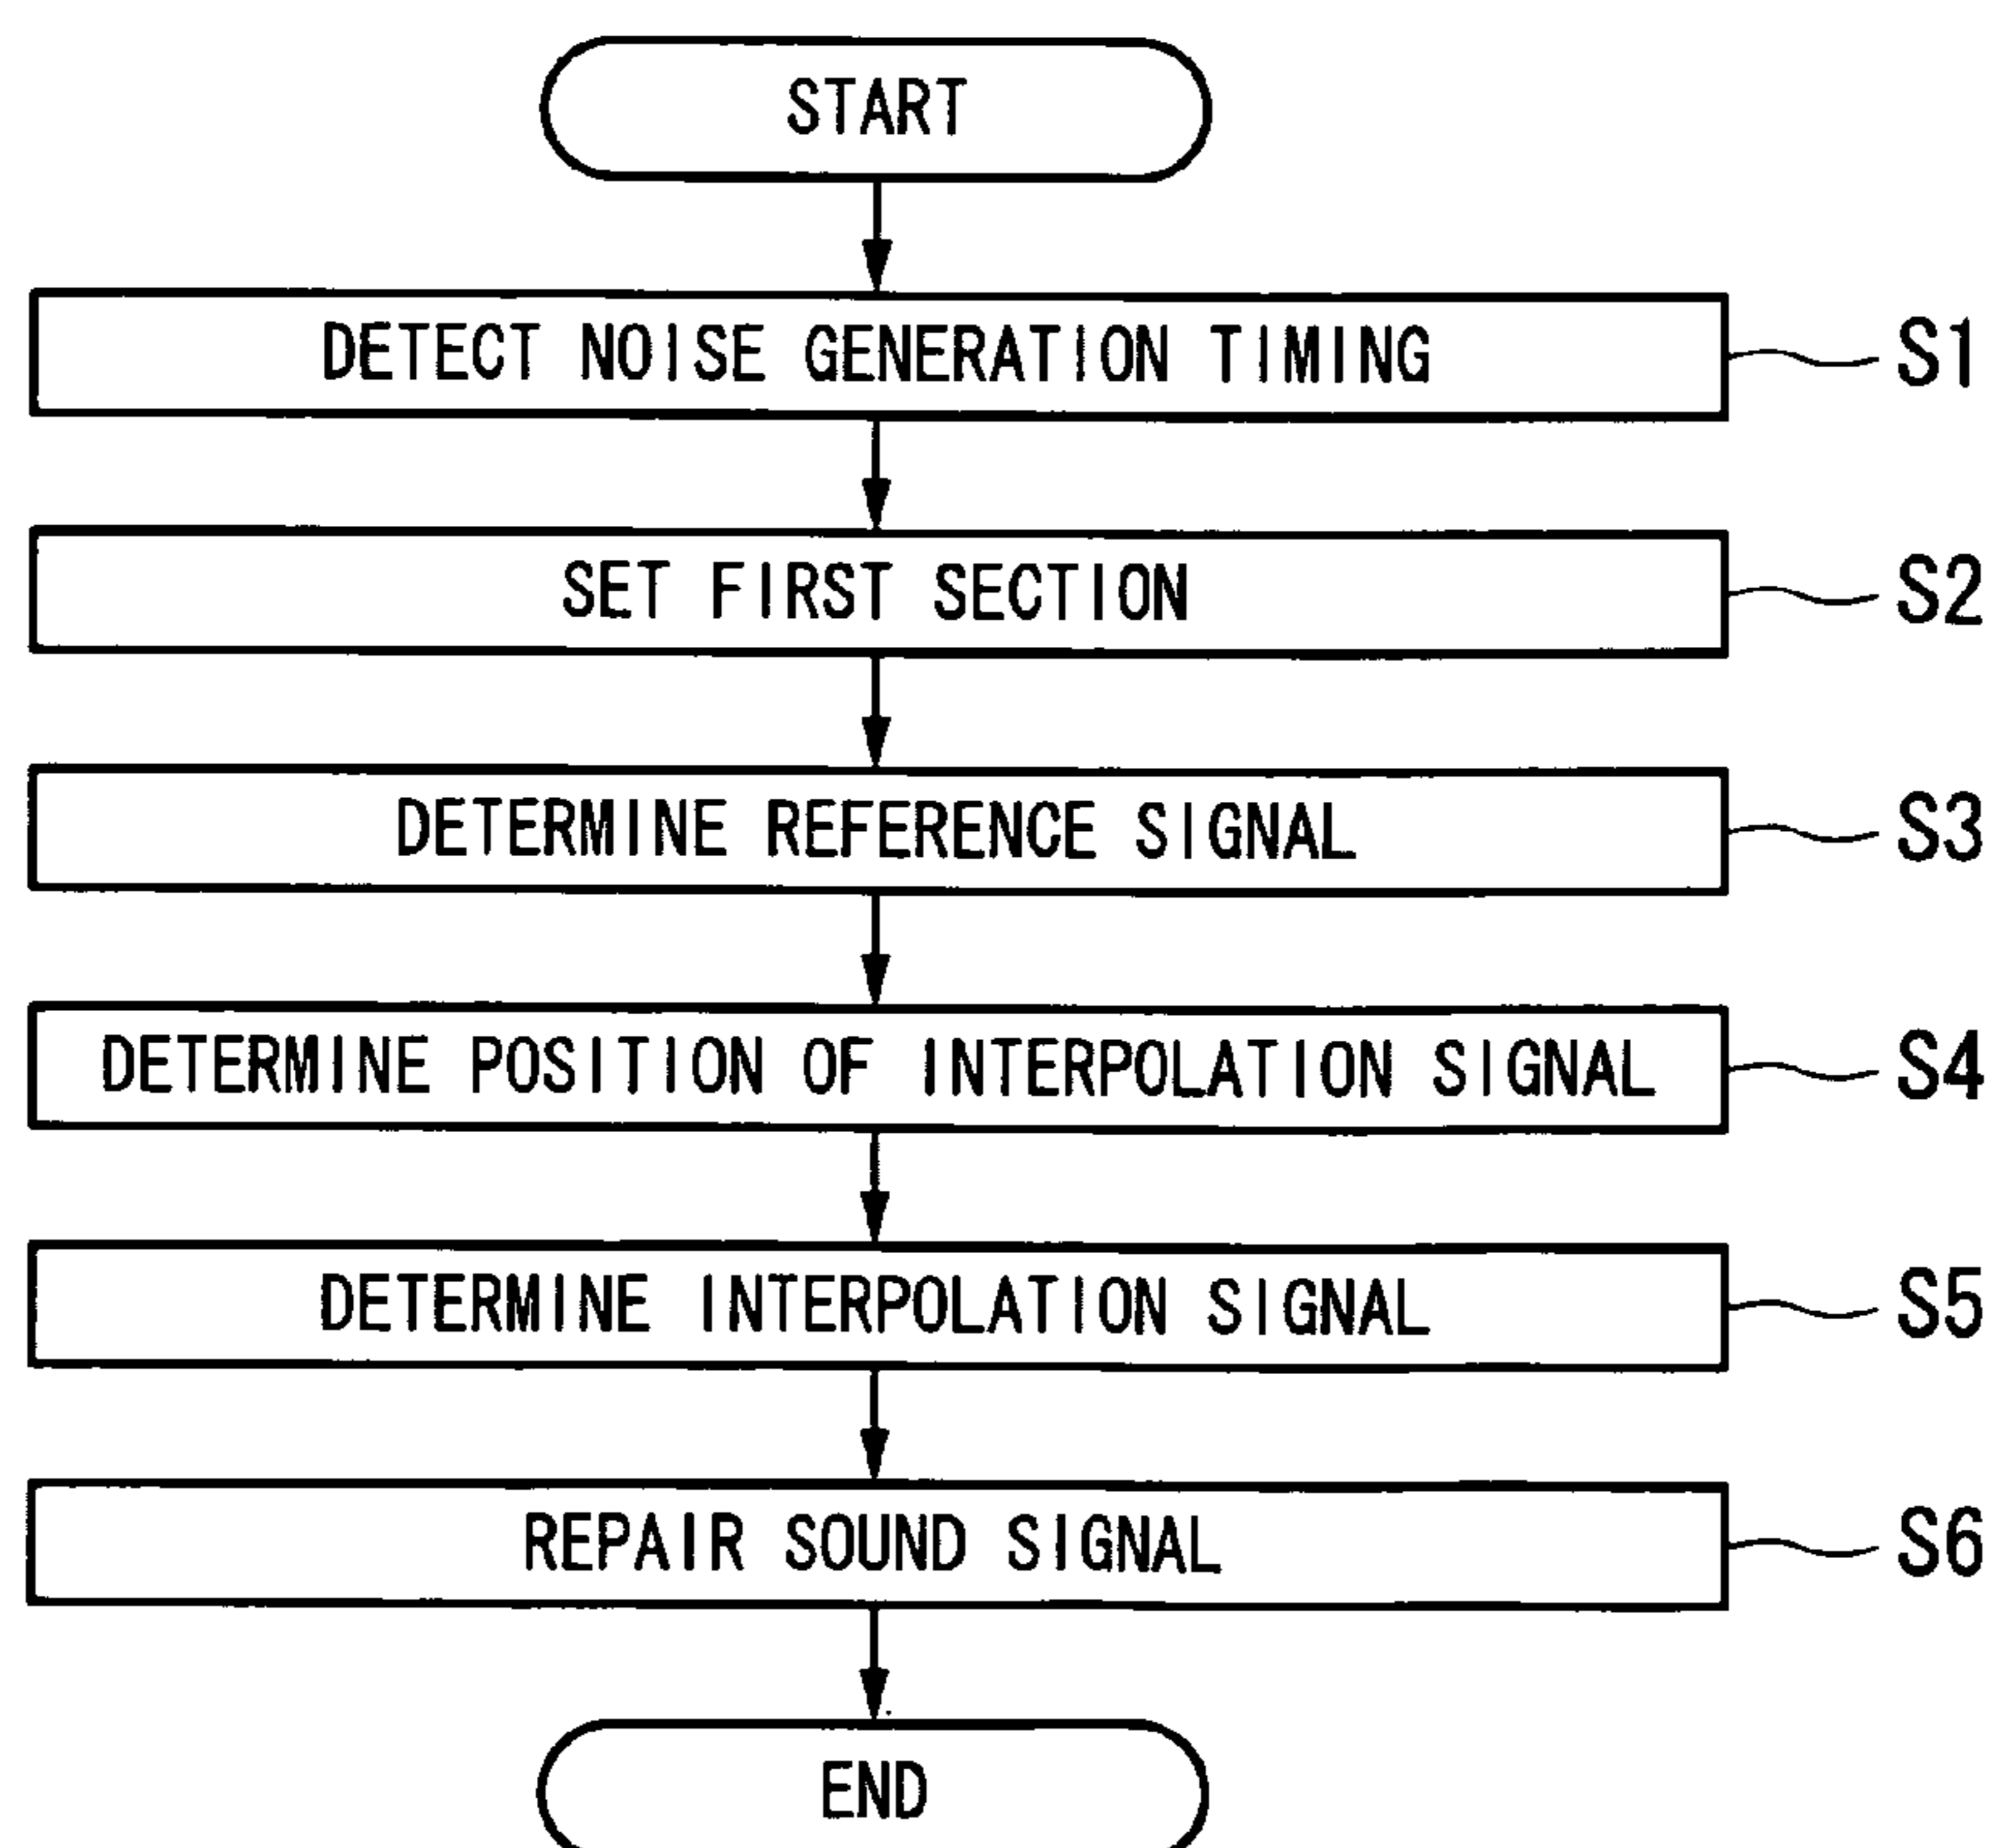 START
DETECT NOISE GENERATION TIMING S1
SET FIRST SECTION S2
DETERMINE REFERENCE SIGNAL S3
DETERMINE POSITION OF INTERPOLATION SIGNAL S4
DETERMINE INTERPOLATION SIGNAL S5
REPAIR SOUND SIGNAL S6
END